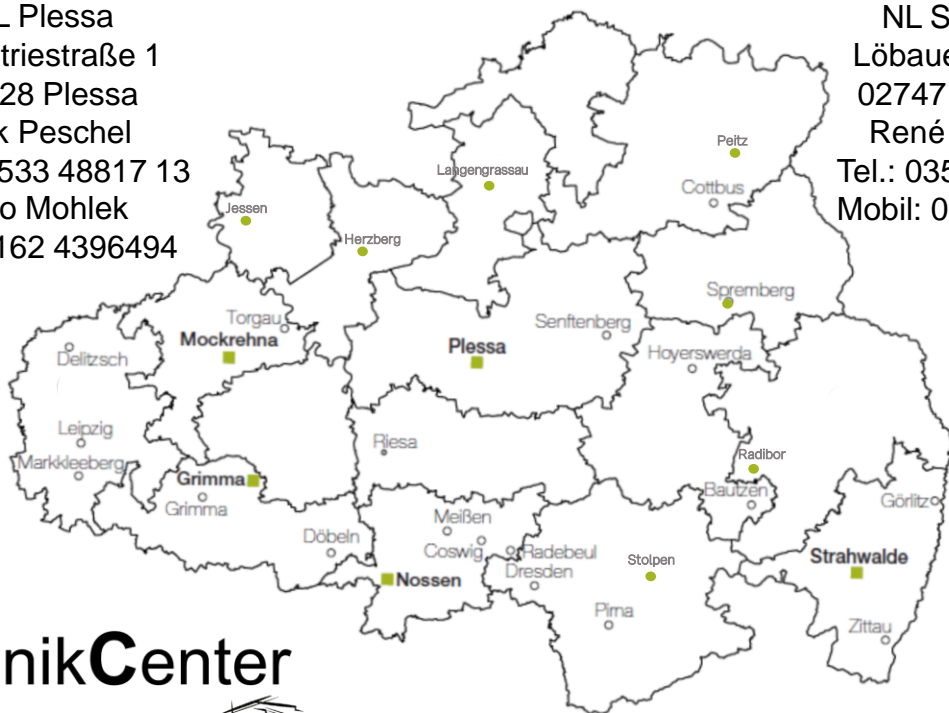 L Plessa
triestraße 1
28 Plessa
k Peschel
533 48817 13
o Mohlek
162 4396494
NL S
Löbaue
02747
René
Tel.: 035
Mobil: 0
Peitz
Langengrassau
Cottbus
Jessen
Herzberg
Spremberg
Torgau
Senftenberg
Mockrehna
Plessa
Hoyerswerda
Delitzsch
Leipzig
Riesa
Radibor
Markkleeberg
Grimma
Bautzen
Görlitz
Grimma
Meißen
Döbeln
Coswig
Radebeul
Strahwalde
Stolpen
Dresden
Nossen
Pirna
Zittau
nikCenter